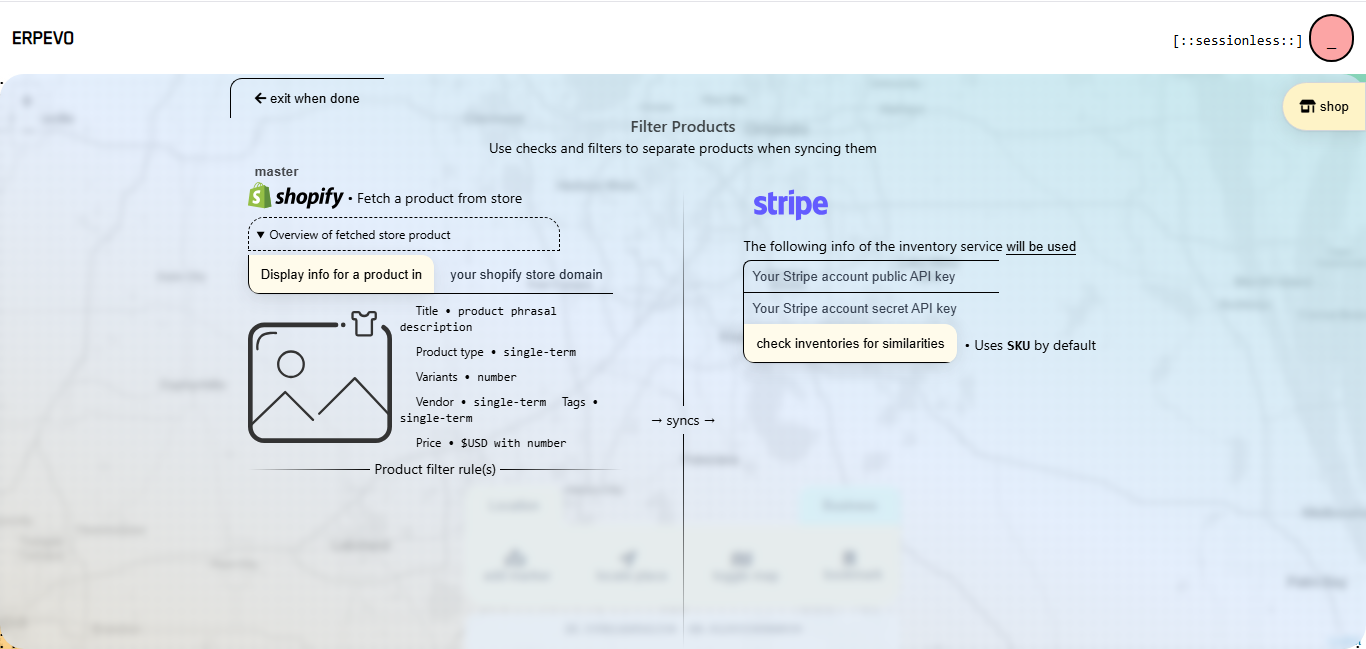 ERPEVO
[::sessionless::]
_
← exit when done
shop
Filter Products
Use checks and filters to separate products when syncing them
master
shopify • Fetch a product from store
▼ Overview of fetched store product
Display info for a product in your shopify store domain
Title • product phrasal
description
Product type • single-term
Variants • number
Vendor • single-term Tags •
single-term
Price • $USD with number
Product filter rule(s)
→ syncs →
stripe
The following info of the inventory service will be used
Your Stripe account public API key
Your Stripe account secret API key
check inventories for similarities • Uses SKU by default